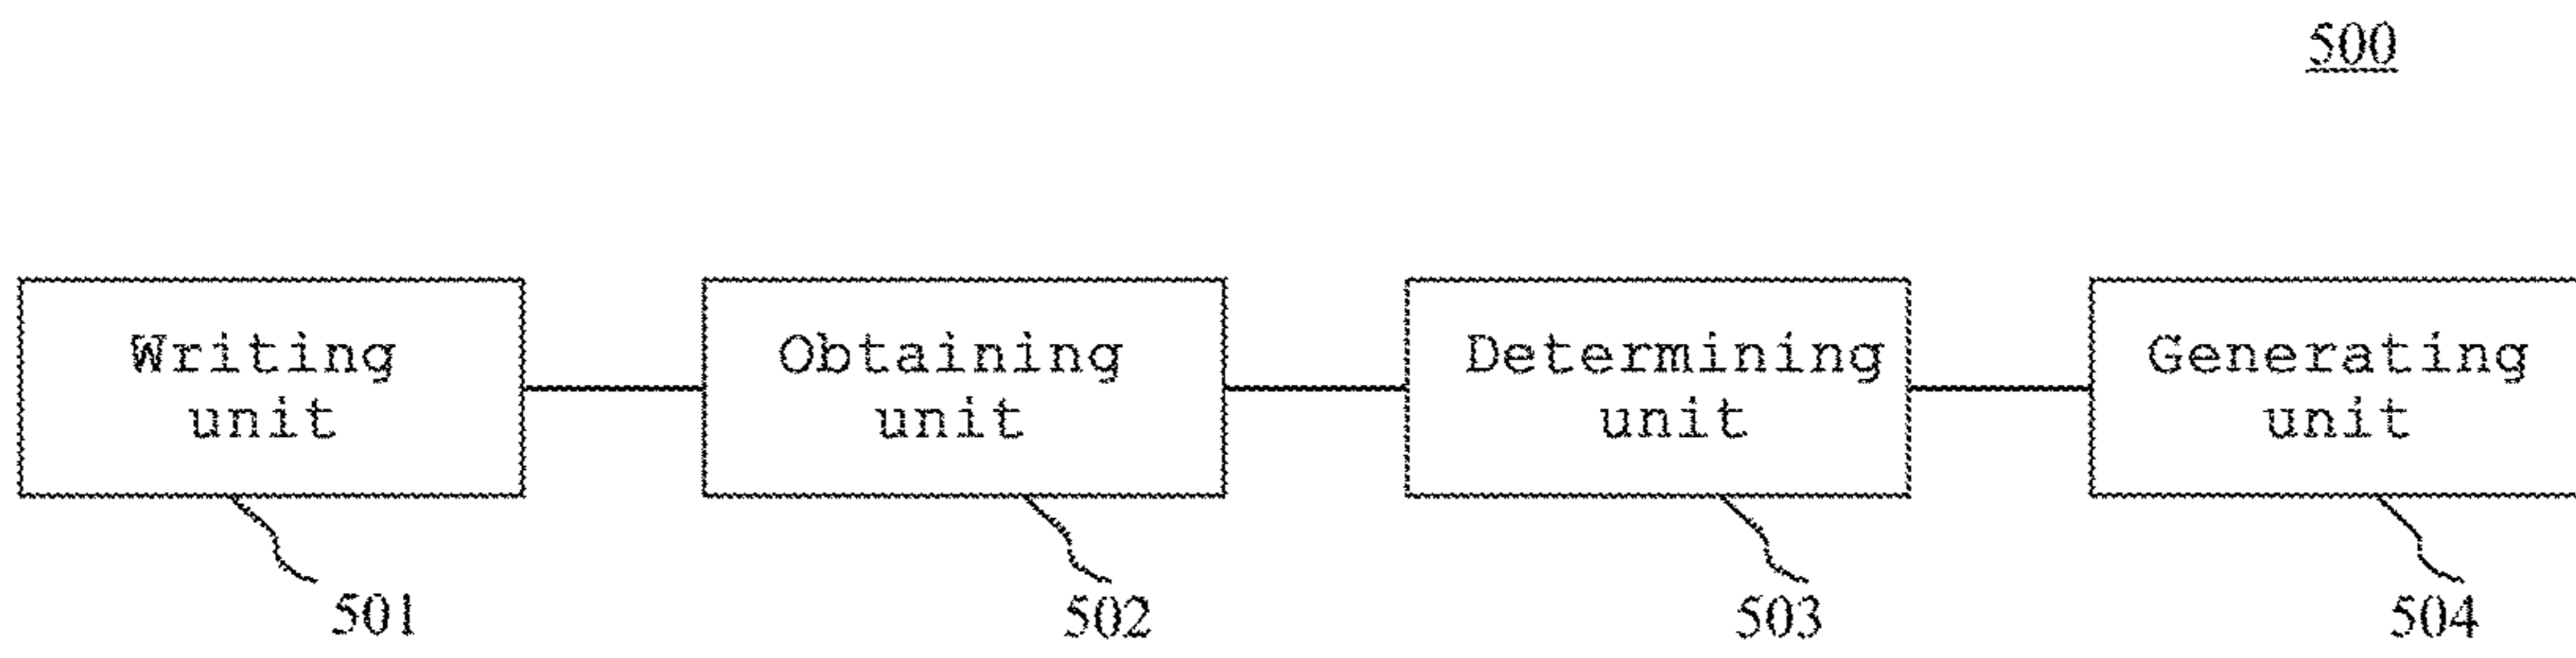 500
Writing
unit
Obtaining
unit
Determining
unit
Generating
unit
501
502
503
504